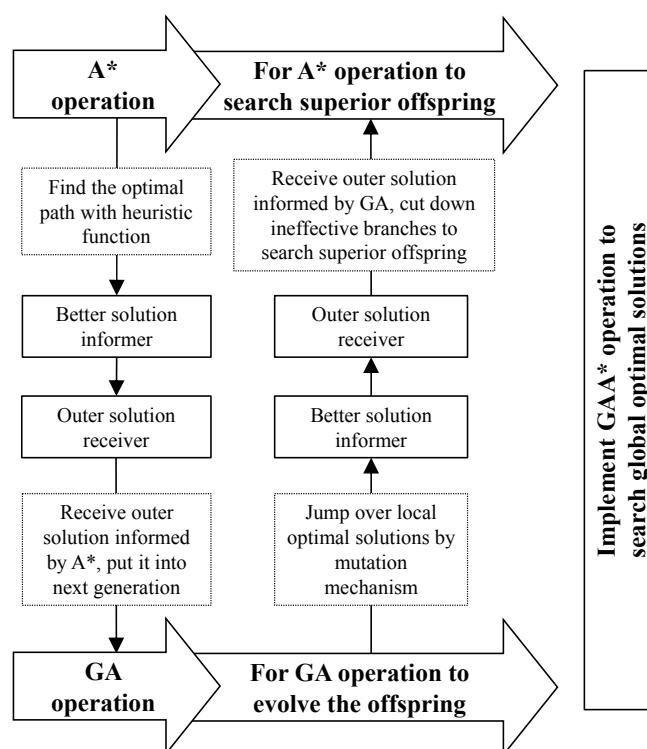 A*
operation
For A* operation to
search superior offspring
Find the optimal
path with heuristic
function
Receive outer solution
informed by GA, cut down
ineffective branches to
search superior offspring
Better solution
informer
Outer solution
receiver
Outer solution
receiver
Better solution
informer
Receive outer
solution informed
by A*, put it into
next generation
Jump over local
optimal solutions by
mutation
mechanism
GA
operation
For GA operation to
evolve the offspring
Implement GAA* operation to
search global optimal solutions